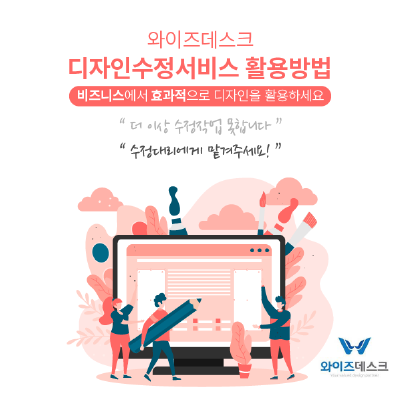 와이즈데스크
디자인수정서비스 활용방법
비즈니스에서 효과적으로 디자인을 활용하세요
“ 더 이상 수정작업 못합니다 ”
“ 수정대리에게 맡겨주세요! ”
와이즈데스크